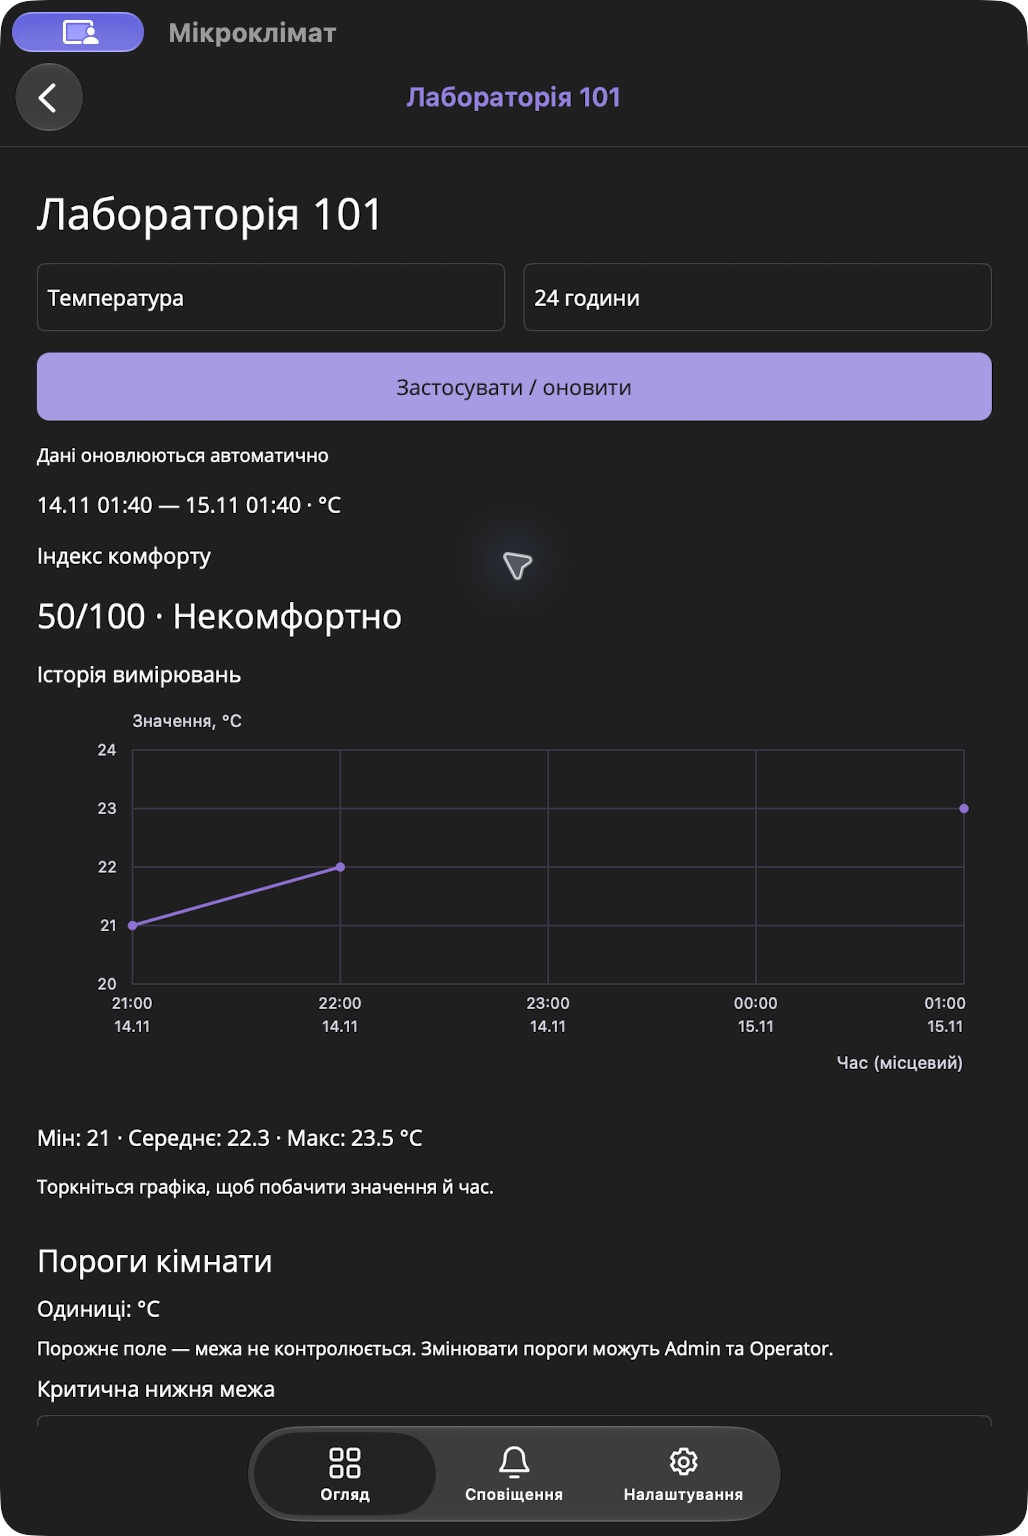 Мікроклімат
Лабораторія 101
Лабораторія 101
Температура
24 години
Застосувати / оновити
Дані оновлюються автоматично
14.11 01:40 — 15.11 01:40 · °C
Індекс комфорту
50/100 · Некомфортно
Історія вимірювань
Значення, °C
24
23
22
21
20
21:00 22:00 23:00 00:00 01:00
14.11 14.11 14.11 15.11 15.11
Час (місцевий)
Мін: 21 · Середнє: 22.3 · Макс: 23.5 °C
Торкніться графіка, щоб побачити значення й час.
Пороги кімнати
Одиниці: °C
Порожнє поле — межа не контролюється. Змінювати пороги можуть Admin та Operator.
Критична нижня межа
Огляд
Сповіщення
Налаштування